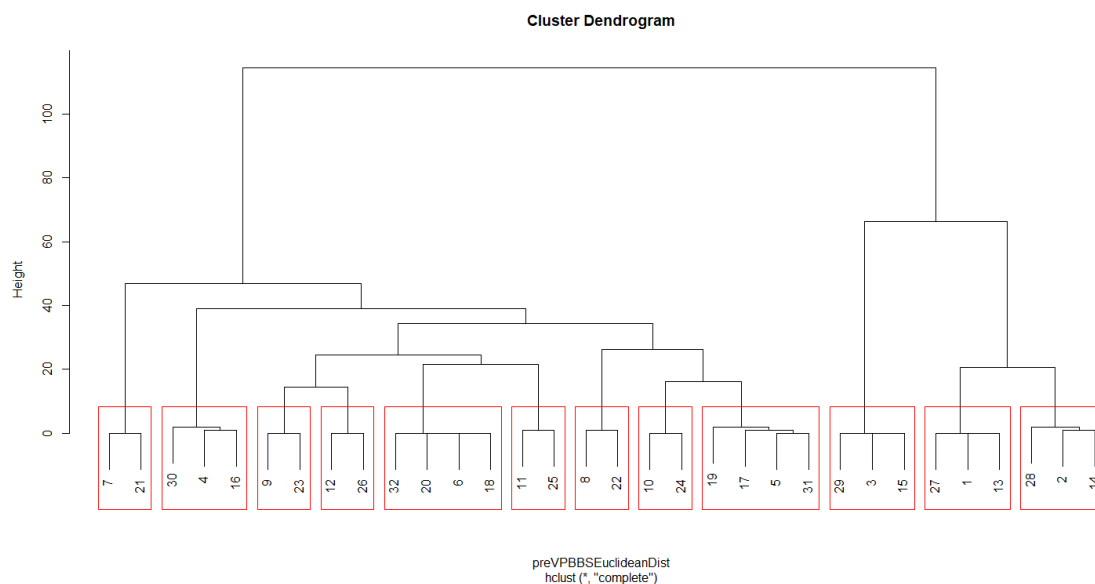 Cluster Dendrogram
Height
100
80
60
40
20
0
7 21 30 4 16 9 23 12 26 32 20 6 18 11 25 8 22 10 24 19 17 5 31 29 3 15 27 1 13 28 2 14
preVPBBSEuclideanDist
hclust (*, "complete")